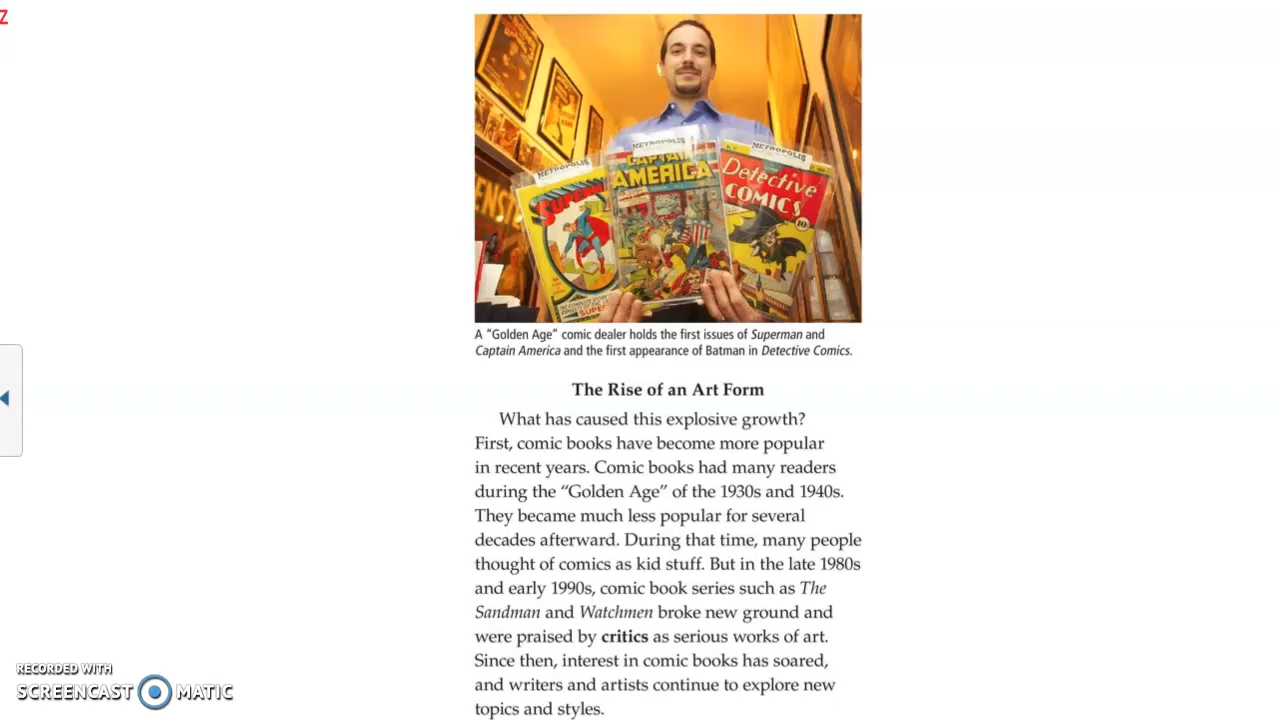 Z
METROPOLIS
METROPOLIS
METROPOLIS
SUPERMAN
CAPTAIN
AMERICA
Detective
COMICS
10¢
A "Golden Age" comic dealer holds the first issues of Superman and
Captain America and the first appearance of Batman in Detective Comics.
The Rise of an Art Form
What has caused this explosive growth?
First, comic books have become more popular
in recent years. Comic books had many readers
during the “Golden Age” of the 1930s and 1940s.
They became much less popular for several
decades afterward. During that time, many people
thought of comics as kid stuff. But in the late 1980s
and early 1990s, comic book series such as The
Sandman and Watchmen broke new ground and
were praised by critics as serious works of art.
Since then, interest in comic books has soared,
and writers and artists continue to explore new
topics and styles.
RECORDED WITH
SCREENCAST MATIC